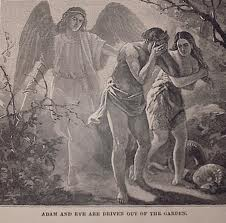 ADAM AND EVE ARE DRIVEN OUT OF THE GARDEN.